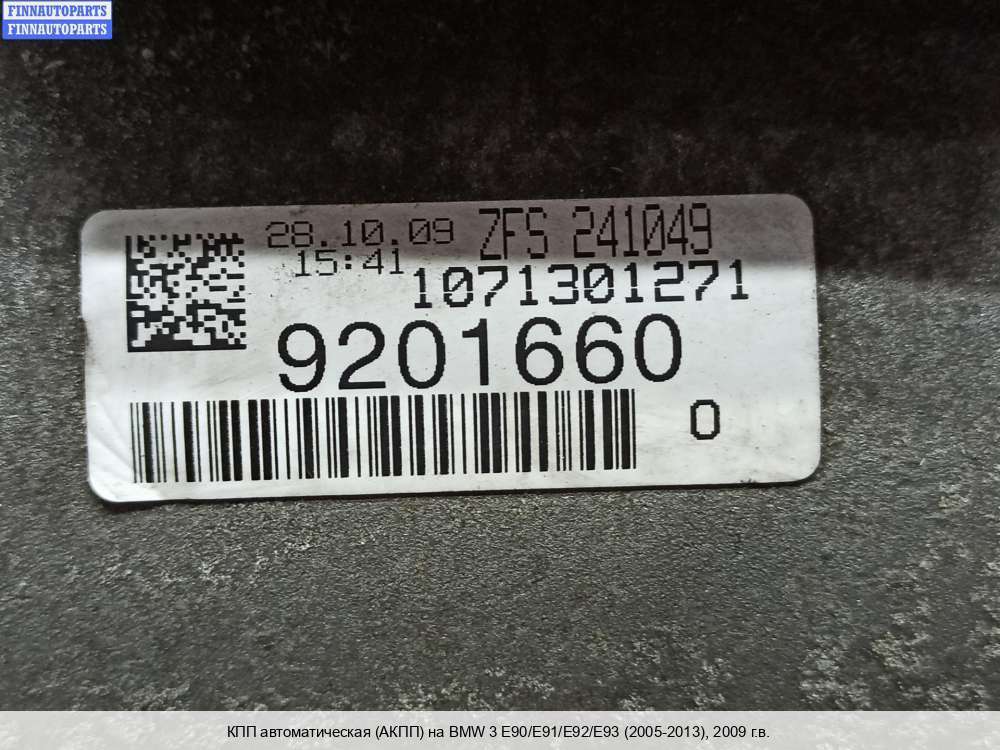 FINNAUTOPARTS
FINNAUTOPARTS
28.10.09 ZFS 241049
15:41 1071301271
9201660
0
КПП автоматическая (АКПП) на BMW 3 E90/E91/E92/E93 (2005-2013), 2009 г.в.